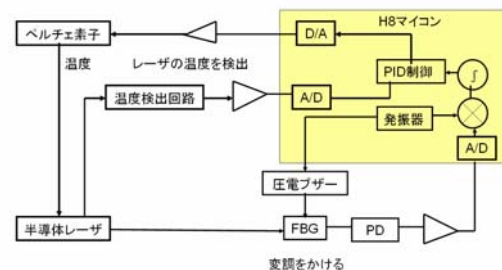 H8マイコン
ペルチェ素子
D/A
温度
レーザの温度を検出
PID制御
∫
温度検出回路
A/D
発振器
A/D
圧電ブザー
半導体レーザ
FBG
PD
変調をかける